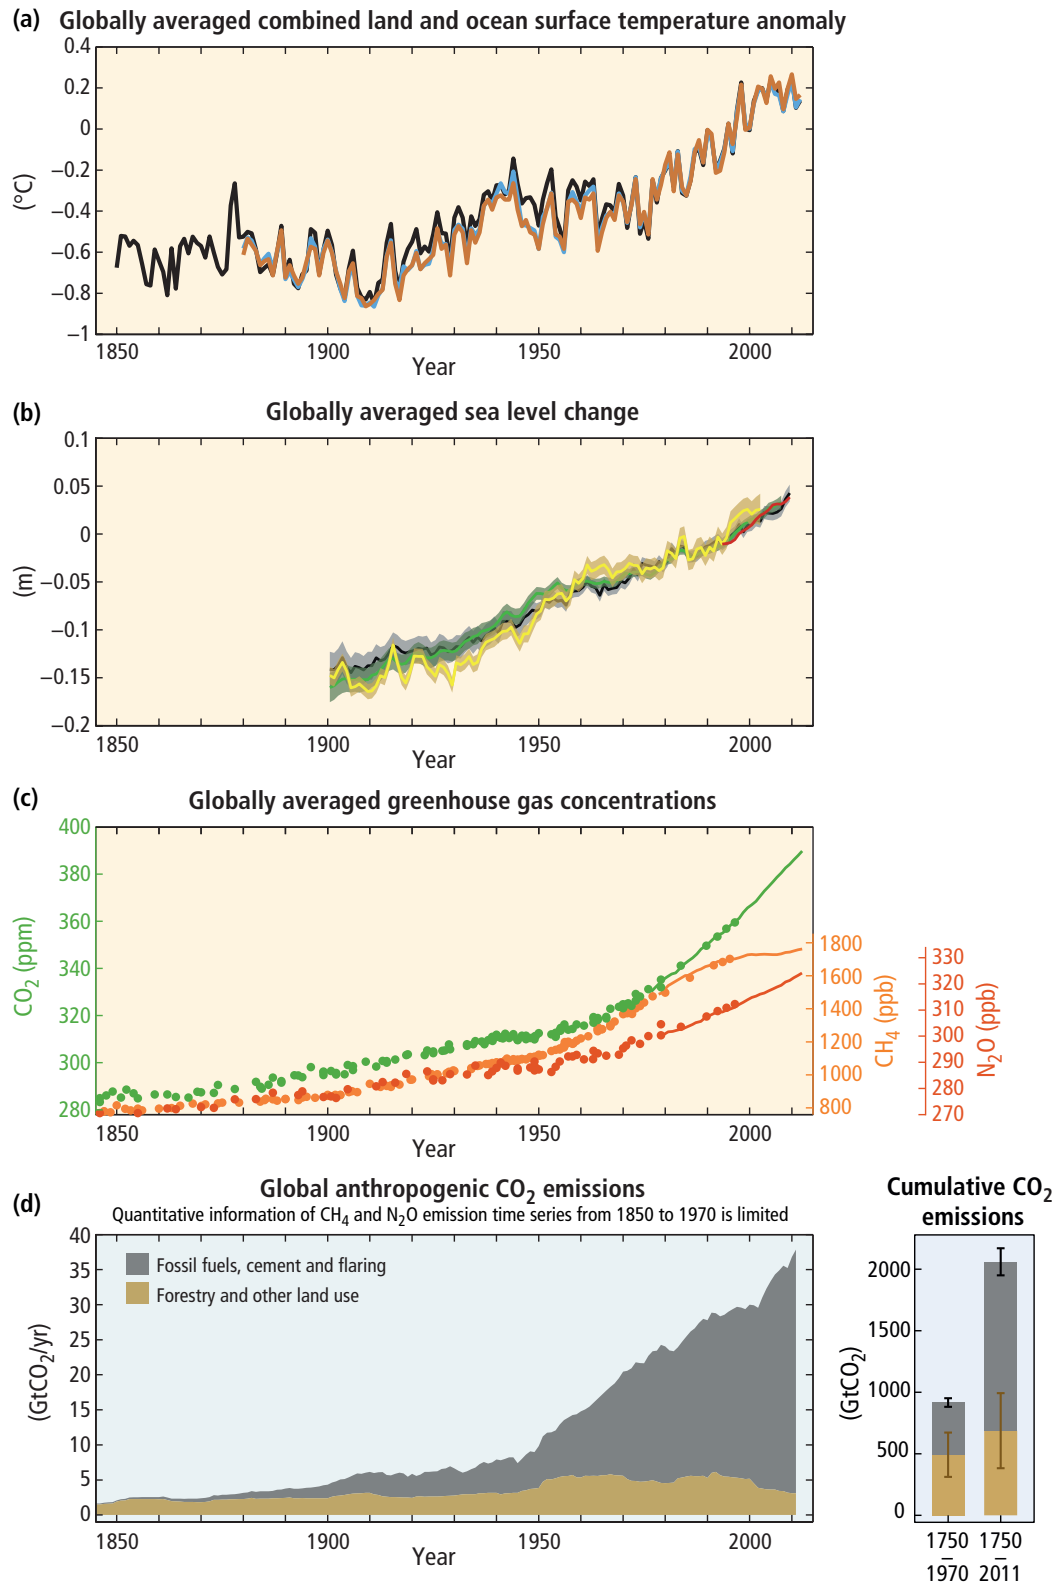 (a) Globally averaged combined land and ocean surface temperature anomaly
0.4
0.2
0
−0.2
−0.4
−0.6
−0.8
−1
(°C)
1850 1900 1950 2000
Year
(b) Globally averaged sea level change
0.1
0.05
0
−0.05
−0.1
−0.15
−0.2
(m)
1850 1900 1950 2000
Year
(c) Globally averaged greenhouse gas concentrations
400
380
360
340
320
300
280
CO2 (ppm)
1800
1600
1400
1200
1000
800
CH4 (ppb)
330
320
310
300
290
280
270
N2O (ppb)
1850 1900 1950 2000
Year
(d) Global anthropogenic CO2 emissions
Quantitative information of CH4 and N2O emission time series from 1850 to 1970 is limited
40
35
30
25
20
15
10
5
0
(GtCO2/yr)
Fossil fuels, cement and flaring
Forestry and other land use
1850 1900 1950 2000
Year
Cumulative CO2
emissions
2000
1500
1000
500
0
(GtCO2)
1750 1750
– –
1970 2011